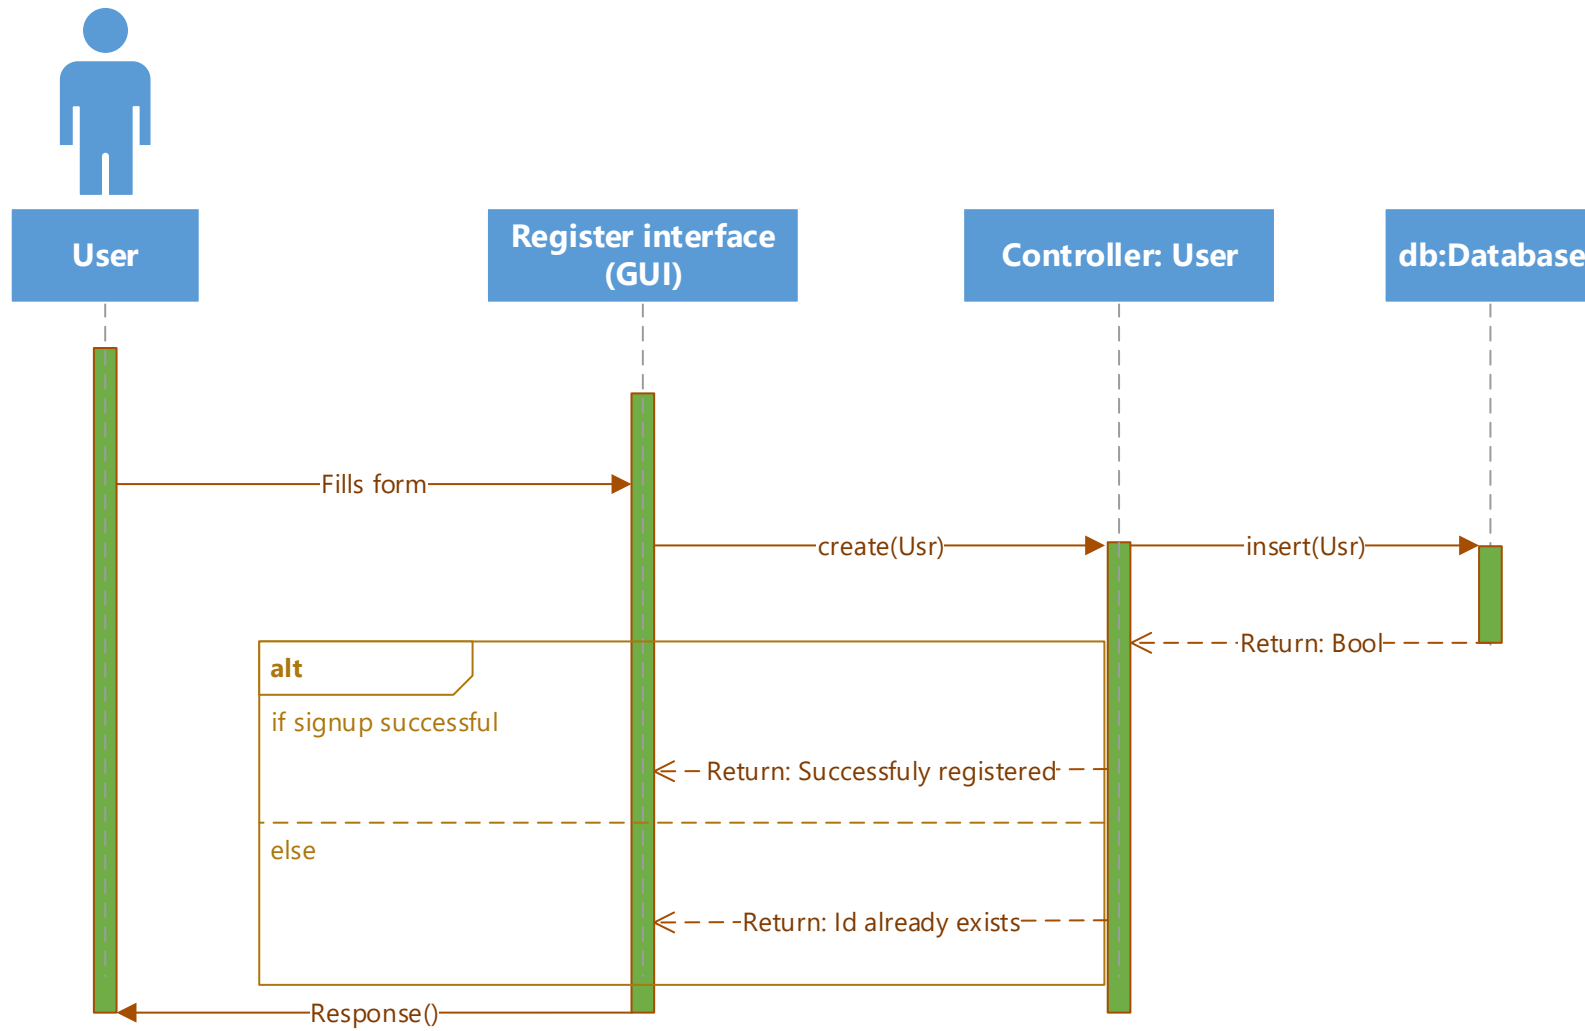 User
Register interface
(GUI)
Controller: User
db:Database
Fills form
create(Usr)
insert(Usr)
Return: Bool
alt
if signup successful
Return: Successfuly registered
else
Return: Id already exists
Response()